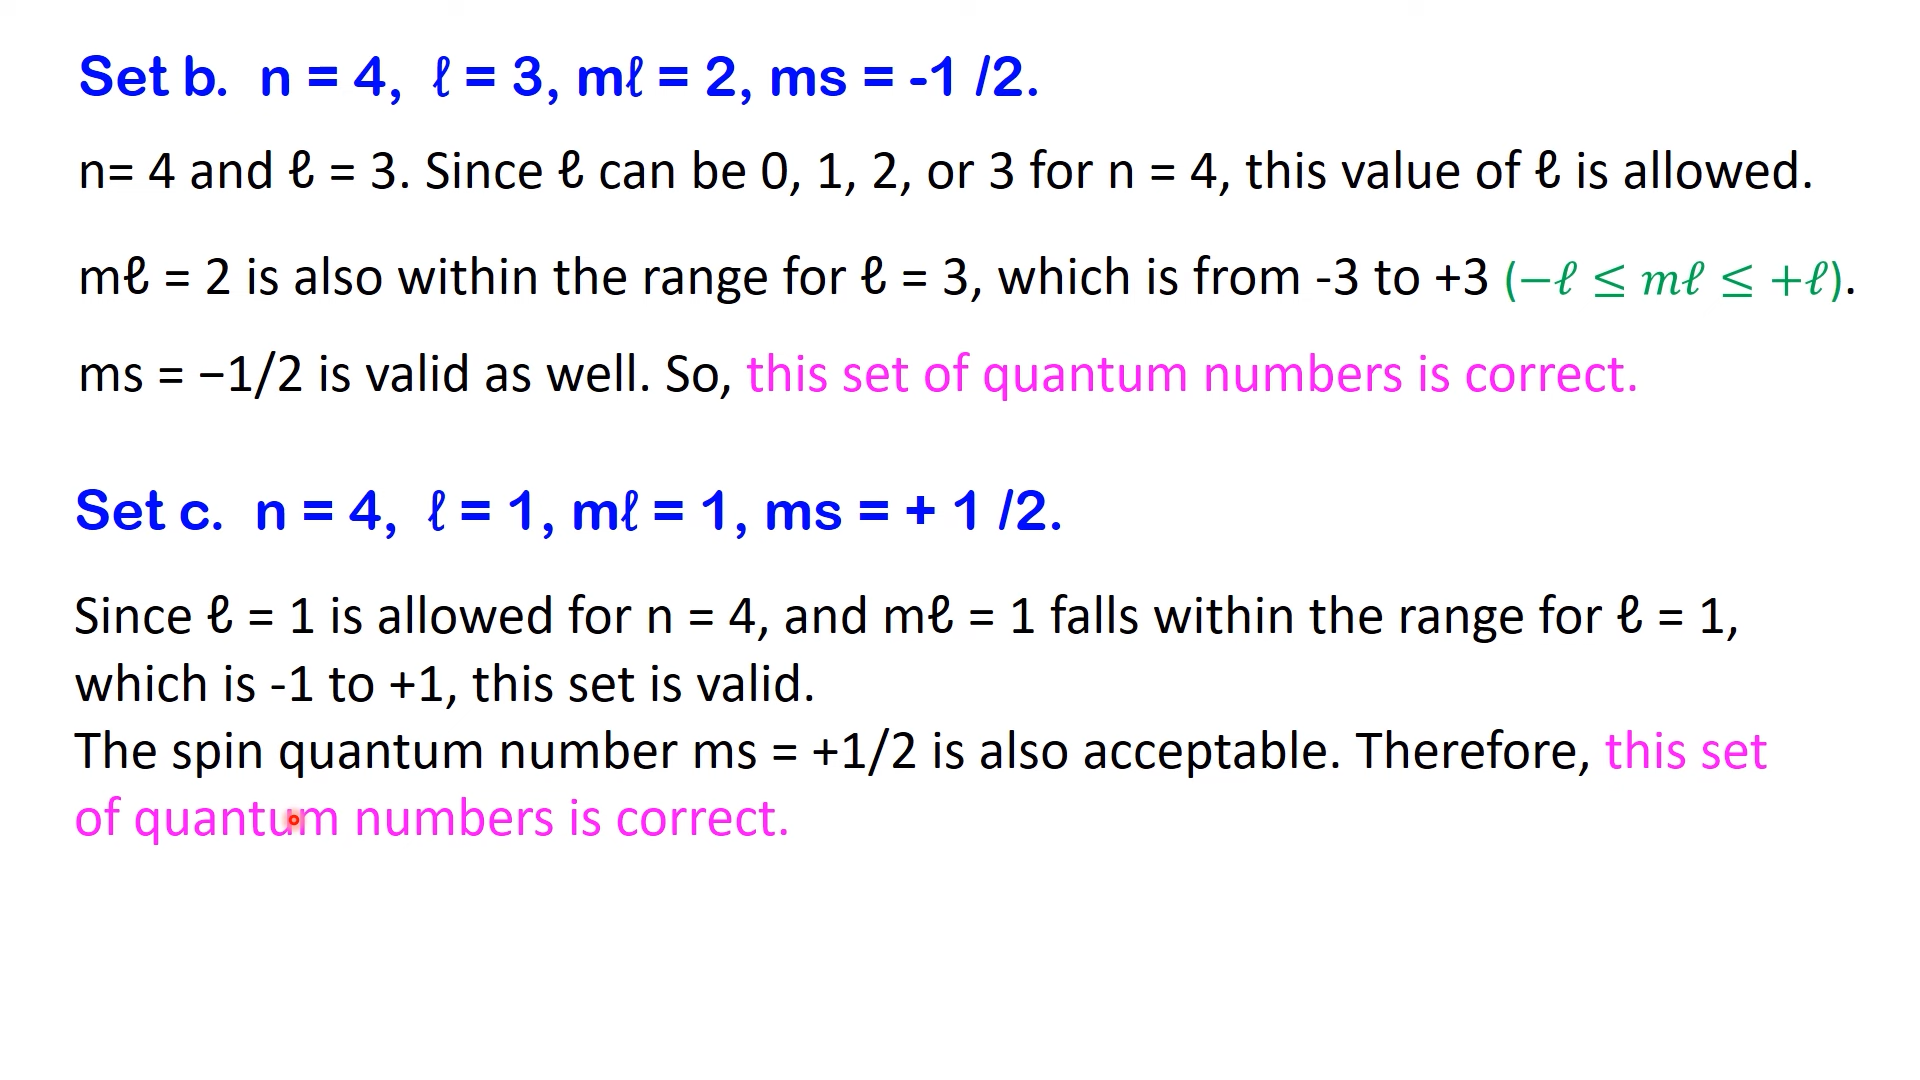 Set b.  n = 4,  ℓ = 3, mℓ = 2, ms = -1 /2.
n= 4 and ℓ = 3. Since ℓ can be 0, 1, 2, or 3 for n = 4, this value of ℓ is allowed.
mℓ = 2 is also within the range for ℓ = 3, which is from -3 to +3 (−ℓ ≤ mℓ ≤ +ℓ).
ms = −1/2 is valid as well. So, this set of quantum numbers is correct.
Set c.  n = 4,  ℓ = 1, mℓ = 1, ms = + 1 /2.
Since ℓ = 1 is allowed for n = 4, and mℓ = 1 falls within the range for ℓ = 1,
which is -1 to +1, this set is valid.
The spin quantum number ms = +1/2 is also acceptable. Therefore, this set
of quantum numbers is correct.